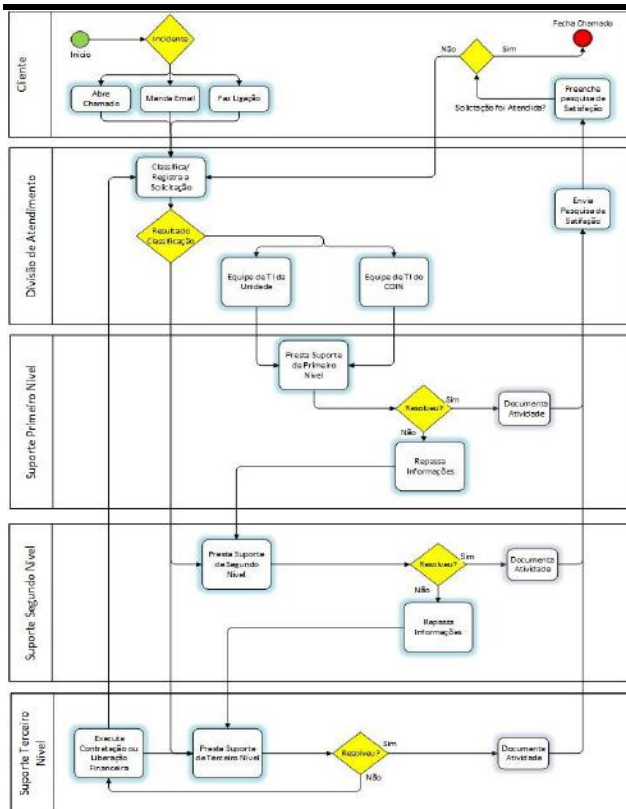 Cliente
Início
Incidente
Abre
Chamado
Mande Email
Faz Ligação
Não
Sim
Fecha Chamado
Solicitação foi Atendida?
Preenche
pesquisa de
Satisfação
Divisão de Atendimento
Classifica/
Registra a
Solicitação
Resultado
Classificação
Equipe de TI da
Unidade
Equipe de TI do
COIN
Envia
Pesquisa de
Satifação
Suporte Primeiro Nível
Presta Suporte
de Primeiro
Nível
Resolveu?
Sim
Não
Documenta
Atividade
Repassa
Informações
Suporte Segundo Nível
Presta Suporte
de Segundo
Nível
Resolveu?
Sim
Não
Documenta
Atividade
Repassa
Informações
Suporte Terceiro
Nível
Execute
Contratação ou
Liberação
Financeira
Presta Suporte
de Terceiro Nível
Resolveu?
Sim
Não
Documenta
Atividade